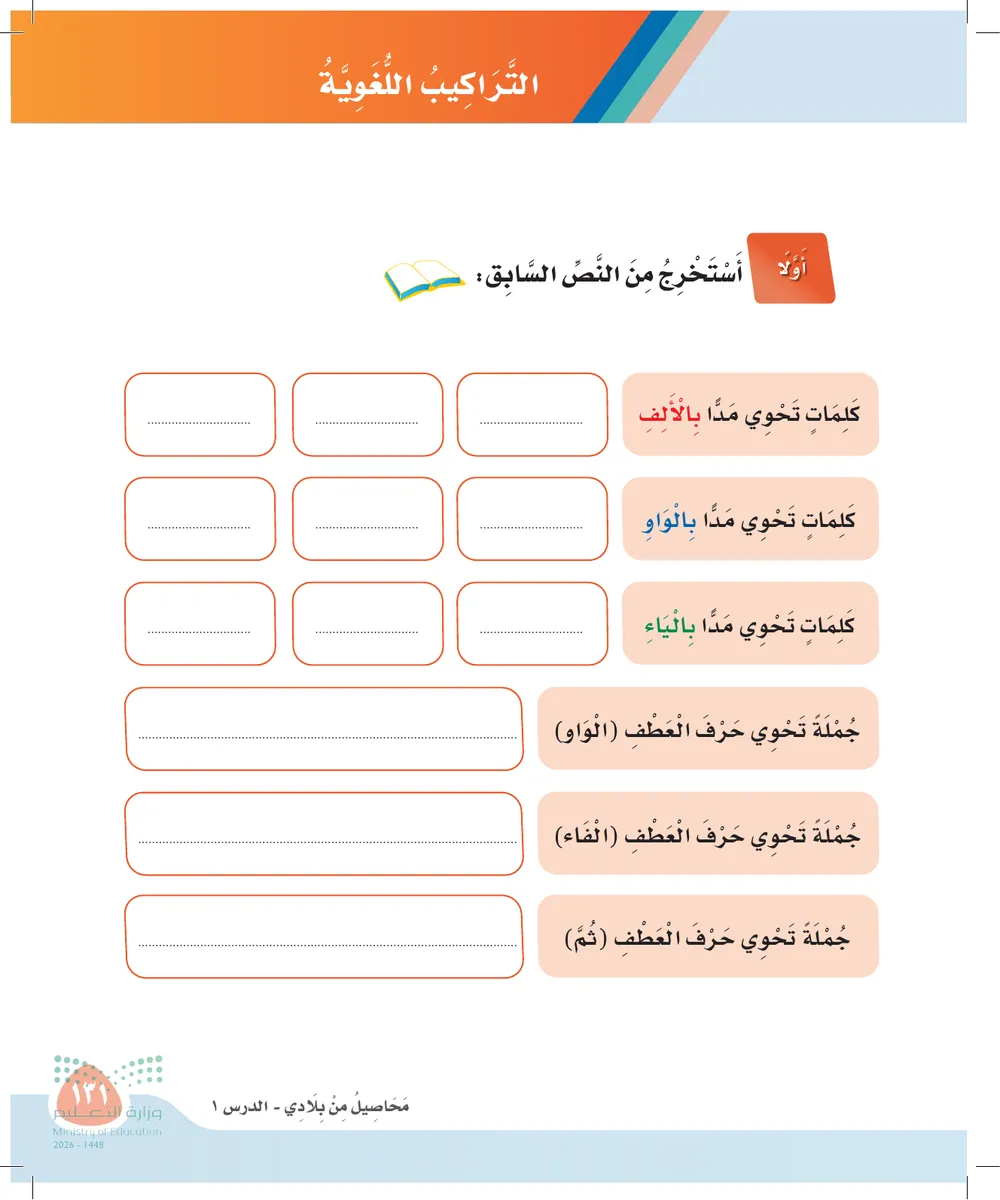 التَّرَاكِيبُ اللُّغَوِيَّةُ
أَوَّلًا
أَسْتَخْرِجُ مِنَ النَّصِّ السَّابِقِ :
كَلِمَاتٍ تَحْوِي مَدًّا بِالْأَلِفِ
كَلِمَاتٍ تَحْوِي مَدًّا بِالْوَاوِ
كَلِمَاتٍ تَحْوِي مَدًّا بِالْيَاءِ
جُمْلَةً تَحْوِي حَرْفَ الْعَطْفِ (الْوَاو)
جُمْلَةً تَحْوِي حَرْفَ الْعَطْفِ (الْفَاء)
جُمْلَةً تَحْوِي حَرْفَ الْعَطْفِ (ثُمَّ)
مَحَاصِيلُ مِنْ بِلَادِي - الدرس ١
١٣١
وزارة التعـــليم
Ministry of Education
2026 - 1448